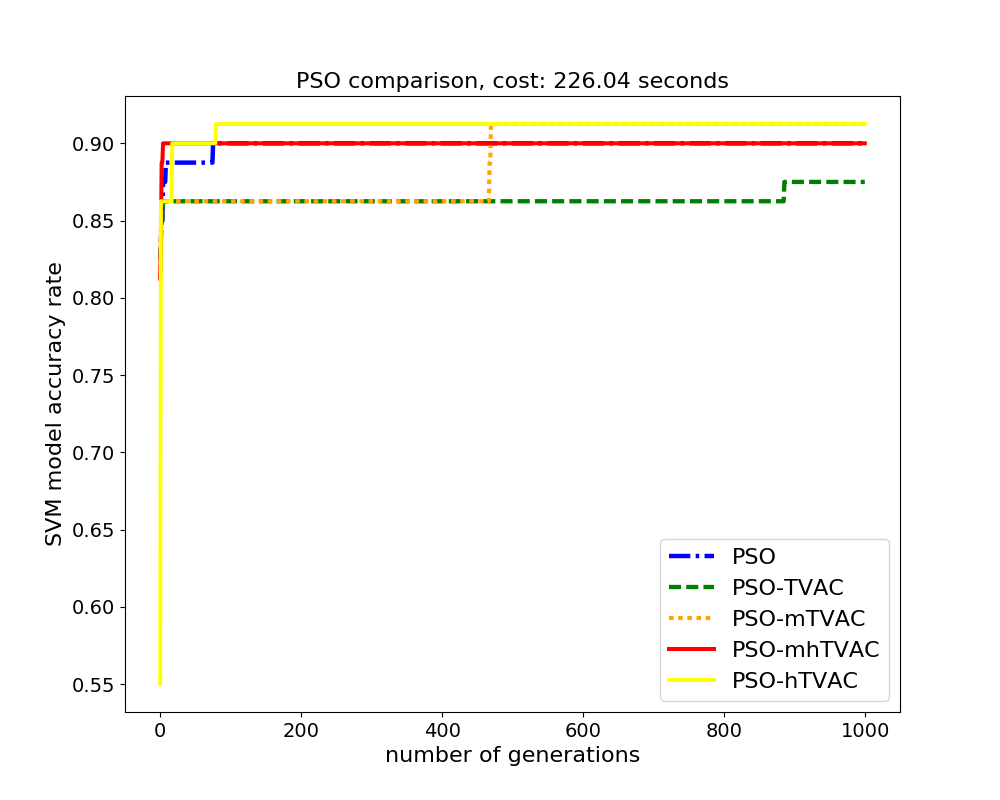 PSO comparison, cost: 226.04 seconds
SVM model accuracy rate
0.90
0.85
0.80
0.75
0.70
0.65
0.60
0.55
0 200 400 600 800 1000
number of generations
PSO
PSO-TVAC
PSO-mTVAC
PSO-mhTVAC
PSO-hTVAC